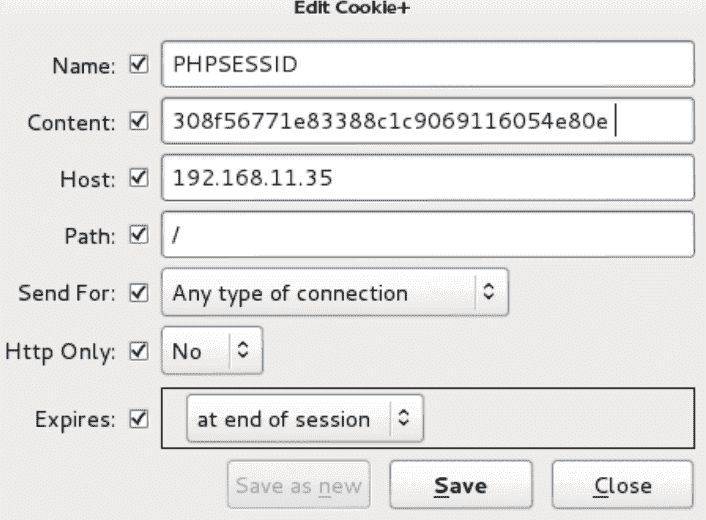 Edit Cookie+
Name: PHPSESSID
Content: 308f56771e83388c1c9069116054e80e
Host: 192.168.11.35
Path: /
Send For: Any type of connection
Http Only: No
Expires: at end of session
Save as new Save Close